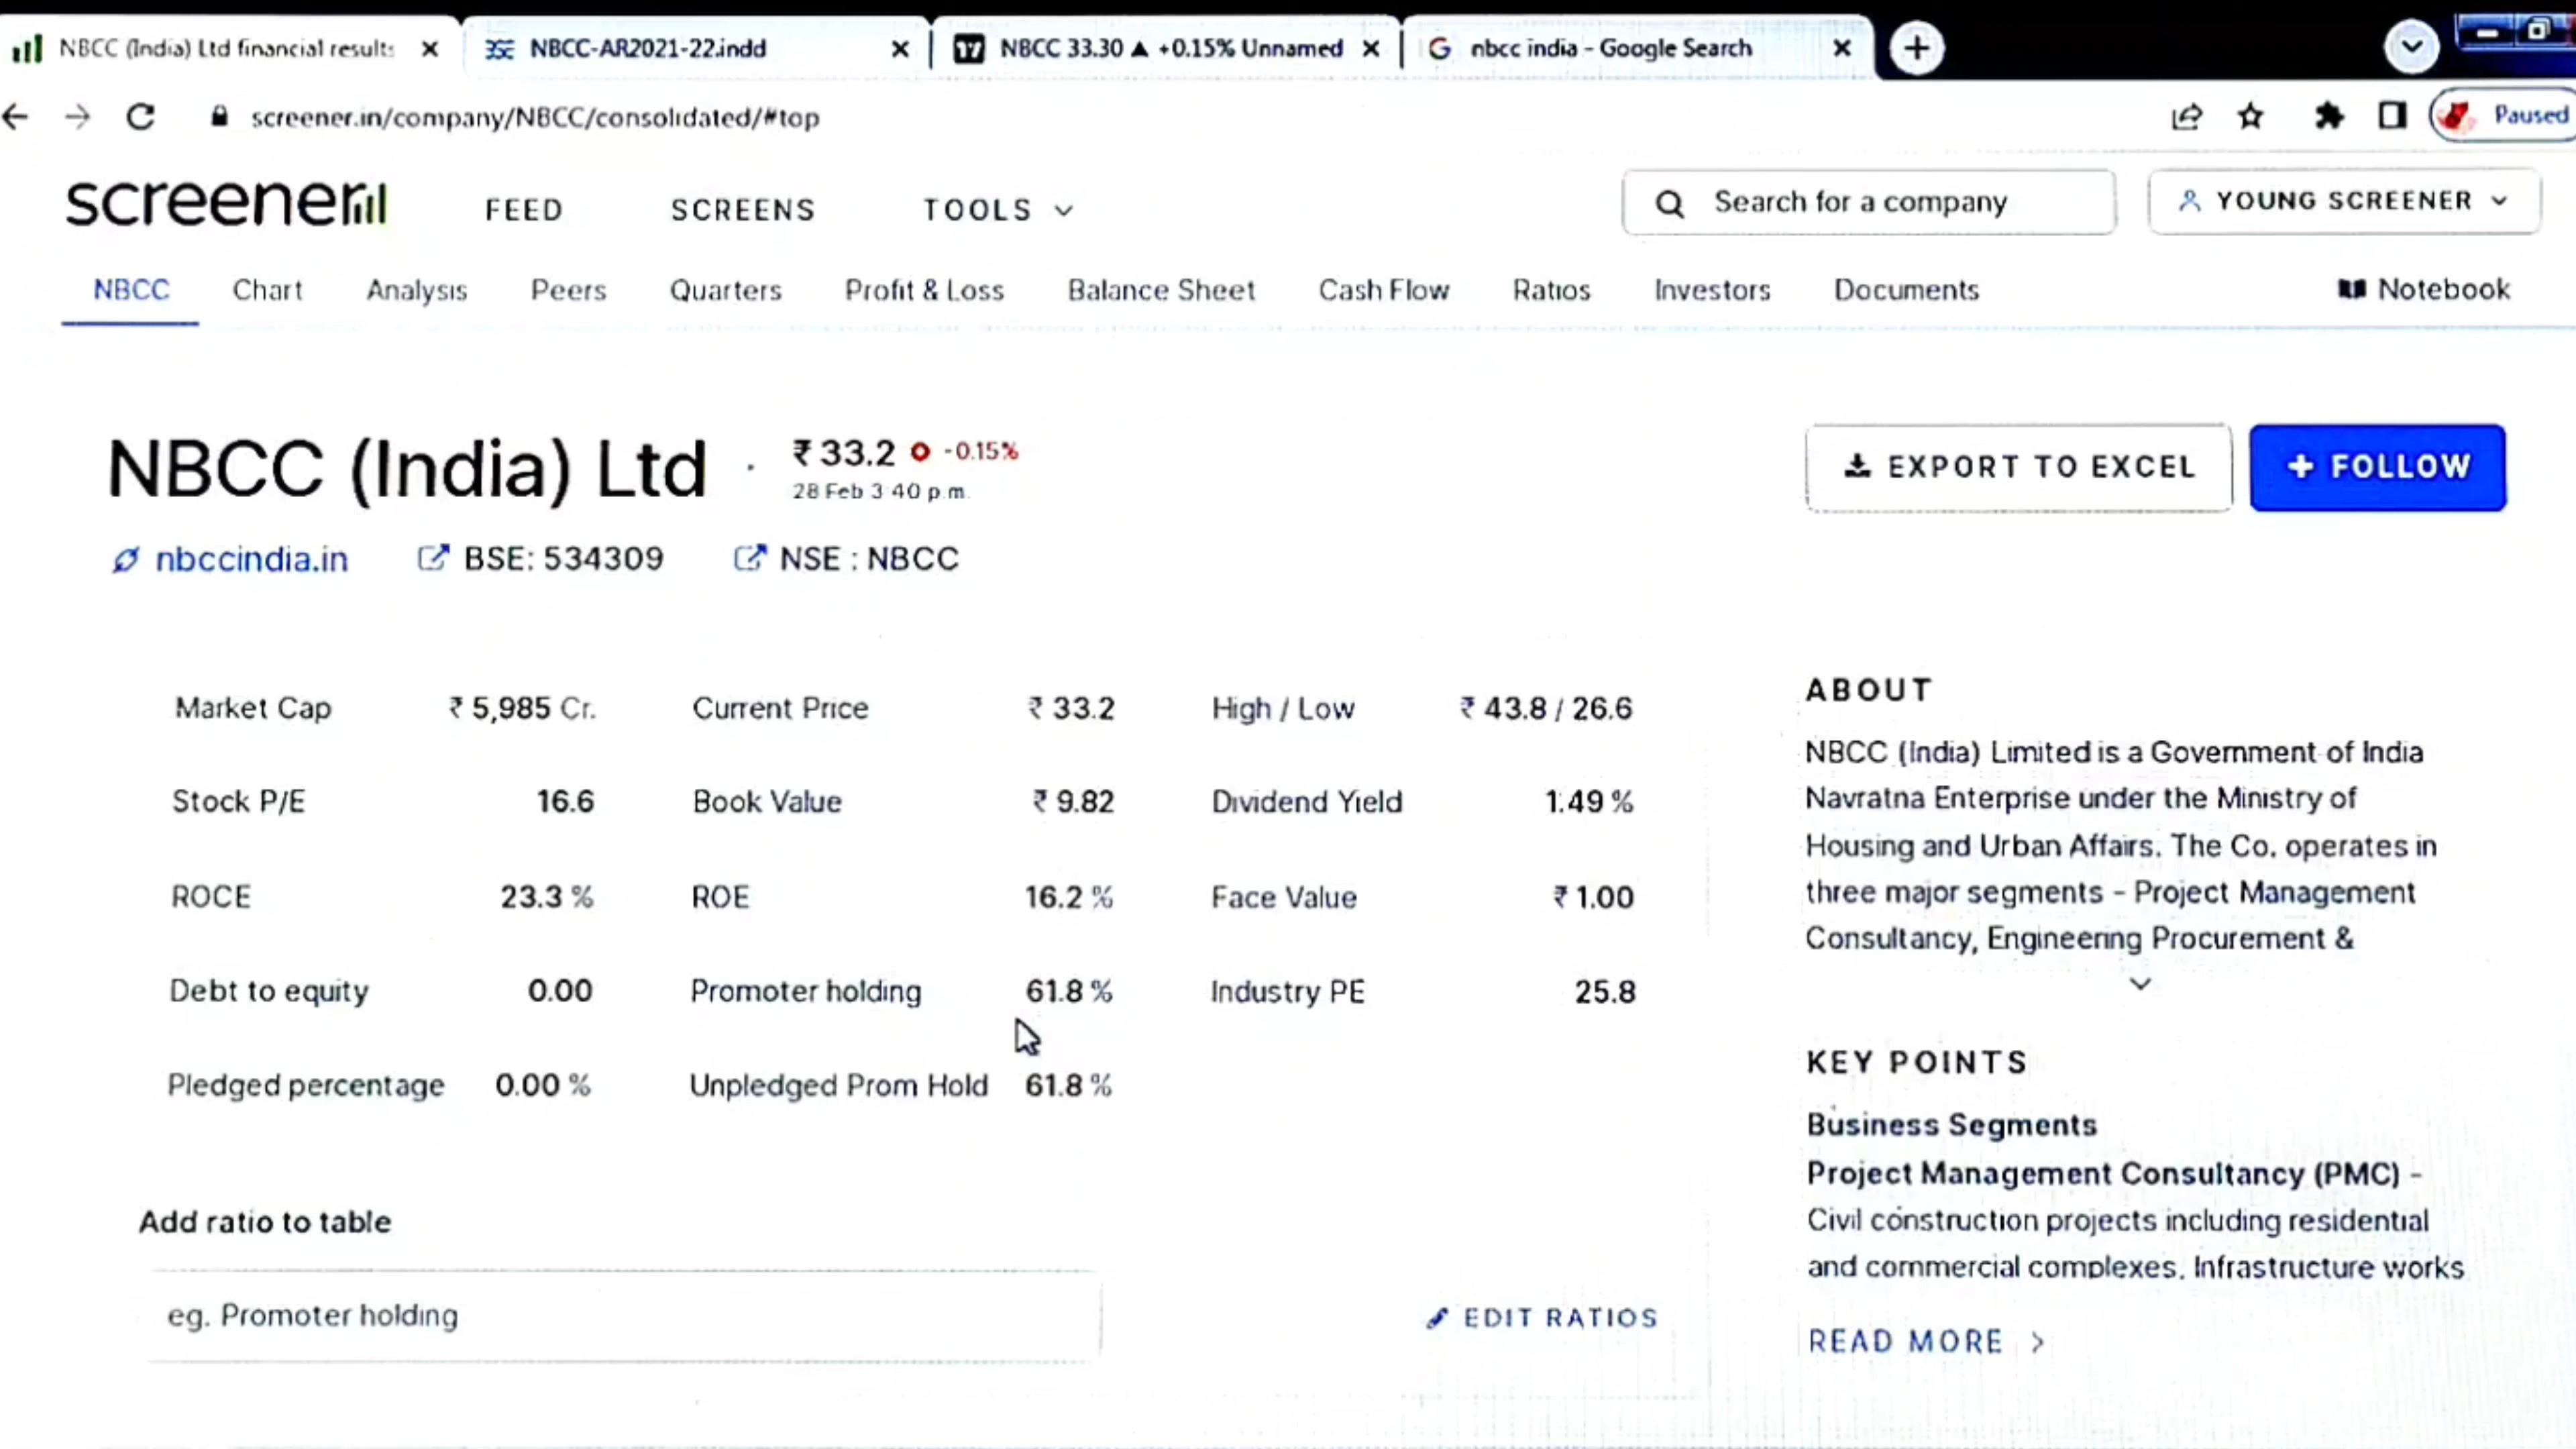 NBCC (India) Ltd financial results
NBCC-AR2021-22.indd
NBCC 33.30 ▲ +0.15% Unnamed
nbcc india - Google Search
screener.in/company/NBCC/consolidated/#top
Paused
screener
FEED
SCREENS
TOOLS
Search for a company
YOUNG SCREENER
NBCC
Chart
Analysis
Peers
Quarters
Profit & Loss
Balance Sheet
Cash Flow
Ratios
Investors
Documents
Notebook
NBCC (India) Ltd
₹ 33.2 -0.15%
28 Feb 3:40 p.m.
EXPORT TO EXCEL
+ FOLLOW
nbccindia.in
BSE: 534309
NSE : NBCC
Market Cap ₹ 5,985 Cr.
Current Price ₹ 33.2
High / Low ₹ 43.8 / 26.6
Stock P/E 16.6
Book Value ₹ 9.82
Dividend Yield 1.49 %
ROCE 23.3 %
ROE 16.2 %
Face Value ₹ 1.00
Debt to equity 0.00
Promoter holding 61.8 %
Industry PE 25.8
Pledged percentage 0.00 %
Unpledged Prom Hold 61.8 %
Add ratio to table
eg. Promoter holding
EDIT RATIOS
ABOUT
NBCC (India) Limited is a Government of India
Navratna Enterprise under the Ministry of
Housing and Urban Affairs. The Co. operates in
three major segments - Project Management
Consultancy, Engineering Procurement &
KEY POINTS
Business Segments
Project Management Consultancy (PMC) -
Civil construction projects including residential
and commercial complexes, Infrastructure works
READ MORE >